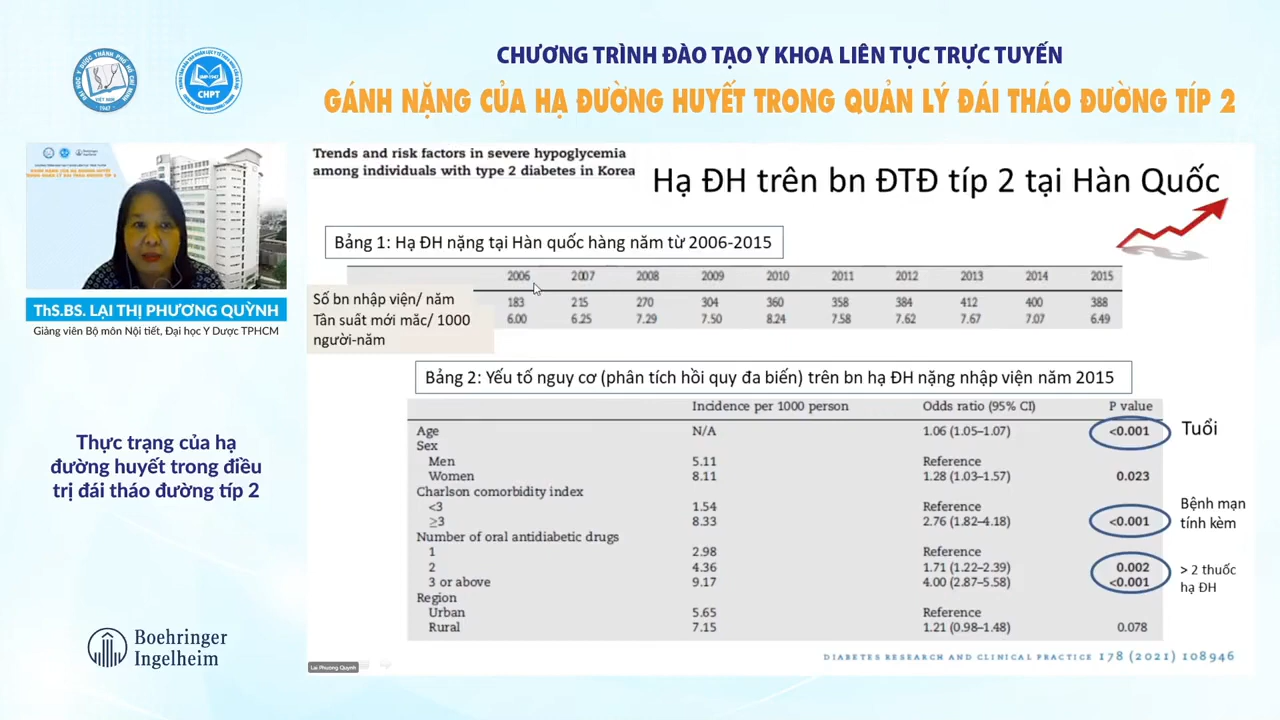 CHƯƠNG TRÌNH ĐÀO TẠO Y KHOA LIÊN TỤC TRỰC TUYẾN
GÁNH NẶNG CỦA HẠ ĐƯỜNG HUYẾT TRONG QUẢN LÝ ĐÁI THÁO ĐƯỜNG TÍP 2
CHPT
ThS.BS. LẠI THỊ PHƯƠNG QUỲNH
Giảng viên Bộ môn Nội tiết, Đại học Y Dược TPHCM
Thực trạng của hạ
đường huyết trong điều
trị đái tháo đường típ 2
Boehringer
Ingelheim
Trends and risk factors in severe hypoglycemia
among individuals with type 2 diabetes in Korea
Hạ ĐH trên bn ĐTĐ típ 2 tại Hàn Quốc
Bảng 1: Hạ ĐH nặng tại Hàn quốc hàng năm từ 2006-2015
2006 2007 2008 2009 2010 2011 2012 2013 2014 2015
Số bn nhập viện/ năm 183 215 270 304 360 358 384 412 400 388
Tần suất mới mắc/ 1000 6.00 6.25 7.29 7.50 8.24 7.58 7.62 7.67 7.07 6.49
người-năm
Bảng 2: Yếu tố nguy cơ (phân tích hồi quy đa biến) trên bn hạ ĐH nặng nhập viện năm 2015
Incidence per 1000 person Odds ratio (95% CI) P value
Age N/A 1.06 (1.05–1.07) <0.001 Tuổi
Sex
Men 5.11 Reference
Women 8.11 1.28 (1.03–1.57) 0.023
Charlson comorbidity index
<3 1.54 Reference Bệnh mạn
≥3 8.33 2.76 (1.82–4.18) <0.001 tính kèm
Number of oral antidiabetic drugs
1 2.98 Reference
2 4.36 1.71 (1.22–2.39) 0.002 > 2 thuốc
3 or above 9.17 4.00 (2.87–5.58) <0.001 hạ ĐH
Region
Urban 5.65 Reference
Rural 7.15 1.21 (0.98–1.48) 0.078
DIABETES RESEARCH AND CLINICAL PRACTICE 178 (2021) 108946
Lai Phuong Quynh